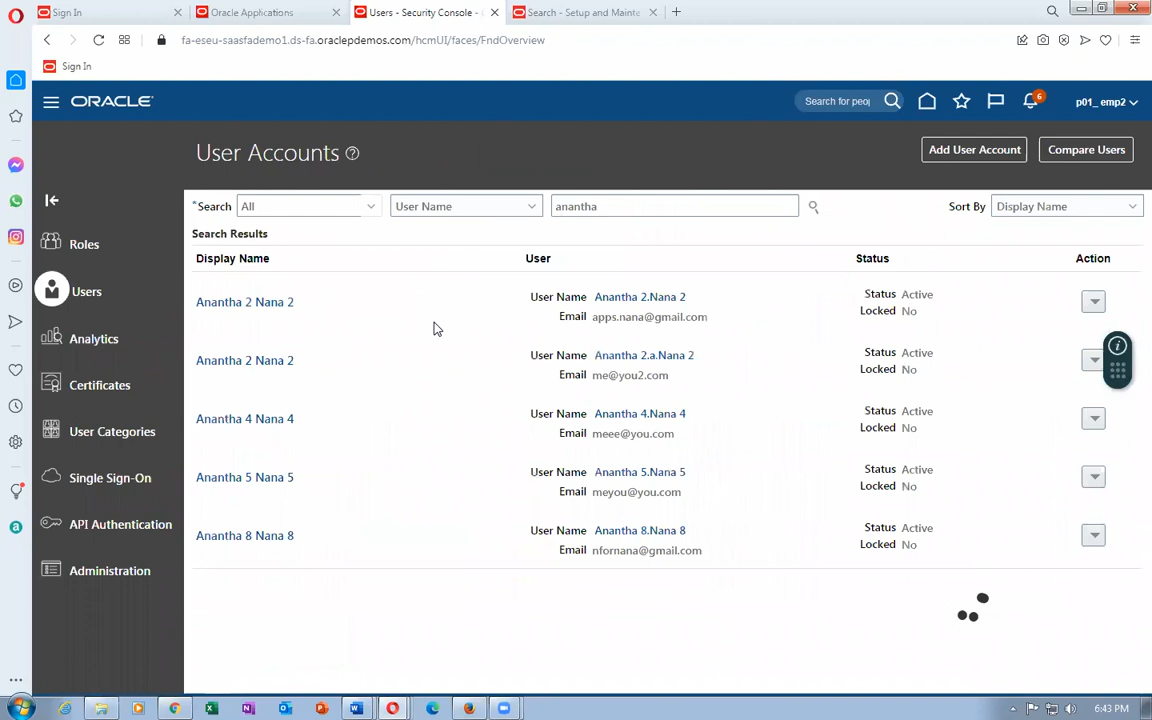 Sign In
Oracle Applications
Users - Security Console -
Search - Setup and Mainte
fa-eseu-saasfademo1.ds-fa.oraclepdemos.com/hcmUI/faces/FndOverview
Sign In
ORACLE
Search for peop
6
p01_ emp2
User Accounts
Add User Account
Compare Users
*Search
All
User Name
anantha
Sort By
Display Name
Roles
Users
Analytics
Certificates
User Categories
Single Sign-On
API Authentication
Administration
Search Results
Display Name User Status Action
Anantha 2 Nana 2 User Name Anantha 2.Nana 2 Status Active
Email apps.nana@gmail.com Locked No
Anantha 2 Nana 2 User Name Anantha 2.a.Nana 2 Status Active
Email me@you2.com Locked No
Anantha 4 Nana 4 User Name Anantha 4.Nana 4 Status Active
Email meee@you.com Locked No
Anantha 5 Nana 5 User Name Anantha 5.Nana 5 Status Active
Email meyou@you.com Locked No
Anantha 8 Nana 8 User Name Anantha 8.Nana 8 Status Active
Email nfornana@gmail.com Locked No
6:43 PM